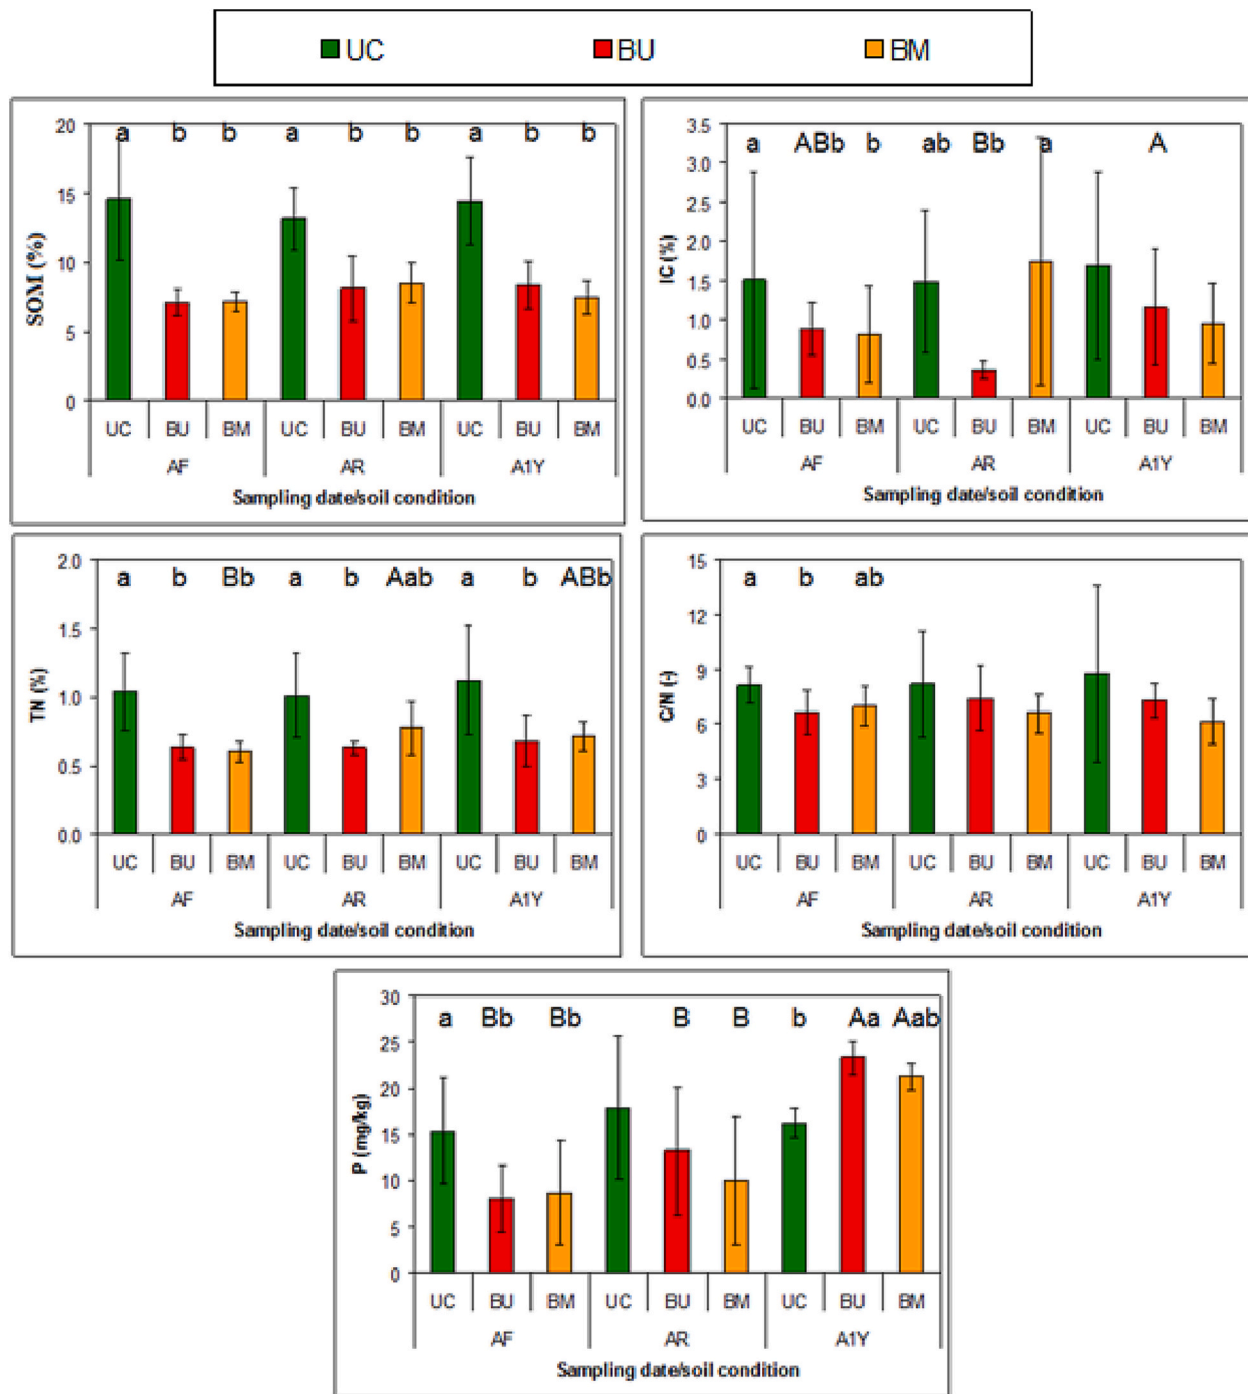 UC BU BM
SOM (%)
20
15
10
5
0
a b b a b b a b b
UC BU BM UC BU BM UC BU BM
AF AR A1Y
Sampling date/soil condition
IC (%)
3.5
3.0
2.5
2.0
1.5
1.0
0.5
0.0
a ABb b ab Bb a A
UC BU BM UC BU BM UC BU BM
AF AR A1Y
Sampling date/soil condition
TN (%)
2.0
1.5
1.0
0.5
0.0
a b Bb a b Aab a b ABb
UC BU BM UC BU BM UC BU BM
AF AR A1Y
Sampling date/soil condition
C/N (-)
15
12
9
6
3
0
a b ab
UC BU BM UC BU BM UC BU BM
AF AR A1Y
Sampling date/soil condition
P (mg/kg)
30
25
20
15
10
5
0
a Bb Bb B B b Aa Aab
UC BU BM UC BU BM UC BU BM
AF AR A1Y
Sampling date/soil condition